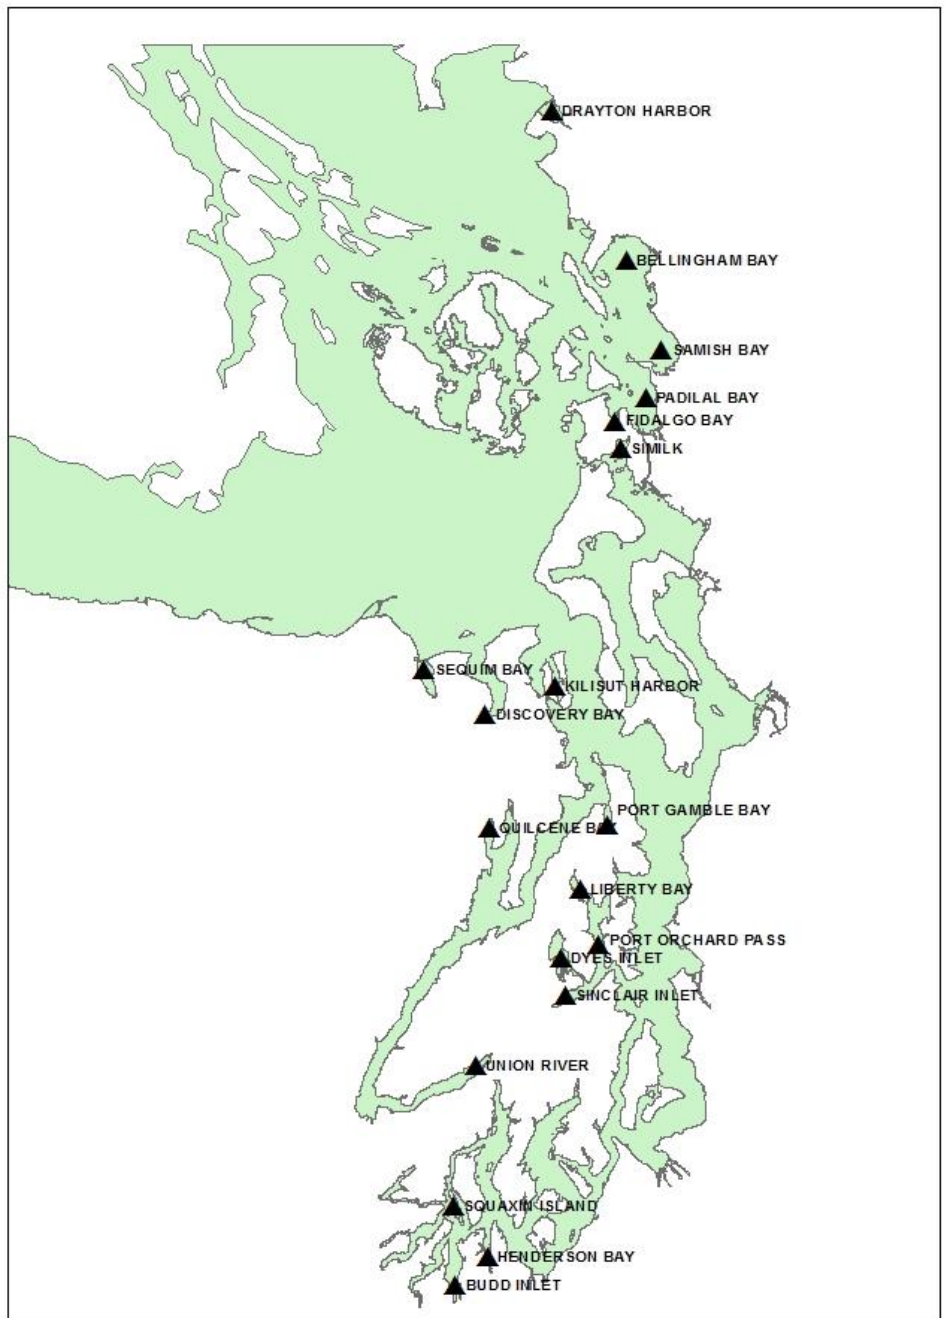 DRAYTON HARBOR
BELLINGHAM BAY
SAMISH BAY
PADILAL BAY
FIDALGO BAY
SIMILK
SEQUIM BAY
KILISUT HARBOR
DISCOVERY BAY
PORT GAMBLE BAY
QUILCENE BAY
LIBERTY BAY
PORT ORCHARD PASS
DYES INLET
SINCLAIR INLET
UNION RIVER
SQUAXIN ISLAND
HENDERSON BAY
BUDD INLET